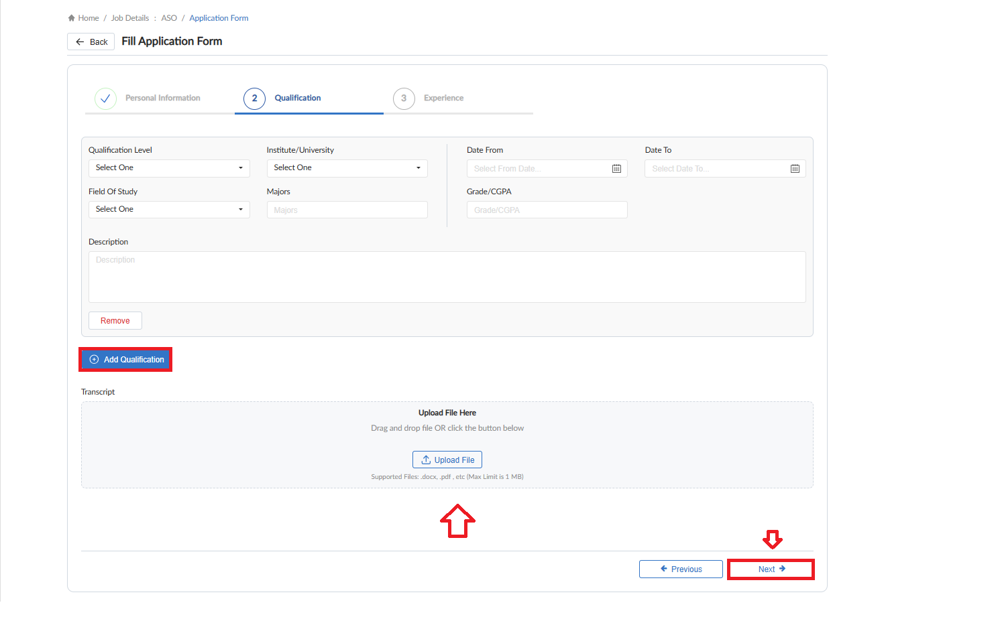 Home / Job Details : ASO / Application Form
Back Fill Application Form
Personal Information 2 Qualification 3 Experience
Qualification Level Institute/University Date From Date To
Select One Select One Select From Date... Select Date To...
Field Of Study Majors Grade/CGPA
Select One Majors Grade/CGPA
Description
Description
Remove
Add Qualification
Transcript
Upload File Here
Drag and drop file OR click the button below
Upload File
Supported Files: .docx, .pdf , etc (Max Limit is 1 MB)
Previous Next